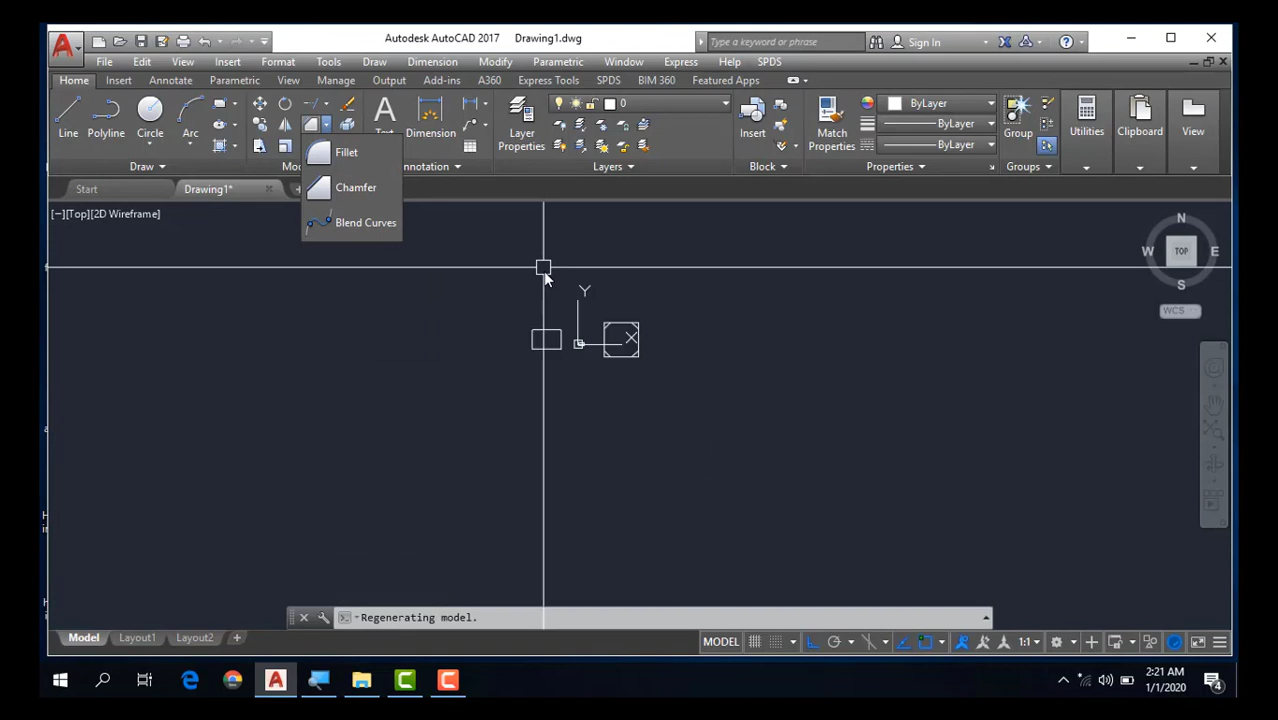 Autodesk AutoCAD 2017 Drawing1.dwg
Type a keyword or phrase
Sign In
File Edit View Insert Format Tools Draw Dimension Modify Parametric Window Express Help SPDS
Home Insert Annotate Parametric View Manage Output Add-ins A360 Express Tools SPDS BIM 360 Featured Apps
0
ByLayer
ByLayer
ByLayer
Line Polyline Circle Arc Text Dimension Layer Properties Insert Match Properties Group Utilities Clipboard View
Draw Layers Block Properties Groups
Fillet
Chamfer
Blend Curves
Start Drawing1*
[−][Top][2D Wireframe]
N
W TOP E
S
WCS
Y
X
Regenerating model.
Model Layout1 Layout2
MODEL 1:1
2:21 AM
1/1/2020
4